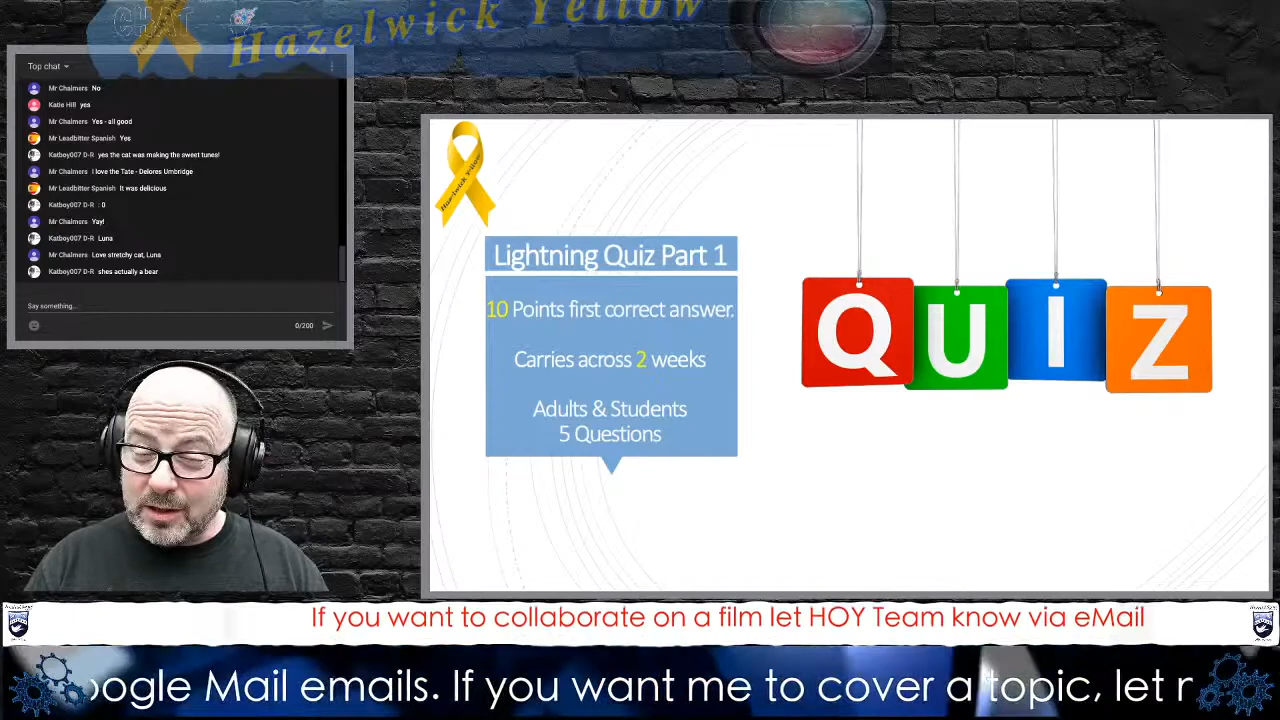 CHAT
Hazelwick Yellow
Top chat
Mr Chalmers No
Katie Hill yes
Mr Chalmers Yes - all good
Mr Leadbitter Spanish Yes
Katboy007 D-R yes the cat was making the sweet tunes!
Mr Chalmers I love the Tate - Delores Umbridge
Mr Leadbitter Spanish It was delicious
Katboy007 D-R : 0
Mr Chalmers Yay!
Katboy007 D-R Luna
Mr Chalmers Love stretchy cat, Luna
Katboy007 D-R shes actually a bear
Say something...
0/200
Hazelwick Yellow
Lightning Quiz Part 1
10 Points first correct answer.
Carries across 2 weeks
Adults & Students
5 Questions
QUIZ
If you want to collaborate on a film let HOY Team know via eMail
oogle Mail emails. If you want me to cover a topic, let r